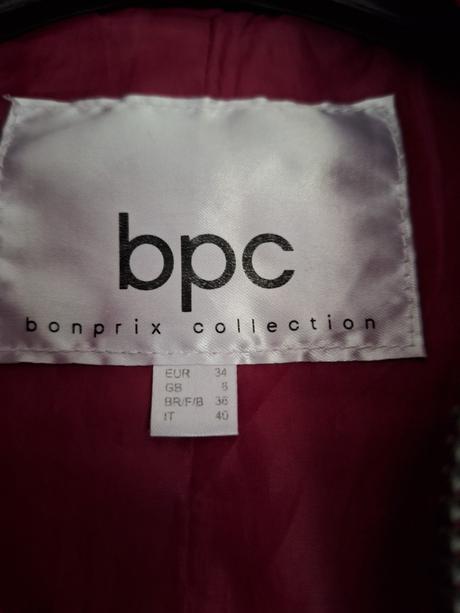 bpc
bonprix collection
EUR 34
GB 8
BR/F/B 36
IT 40